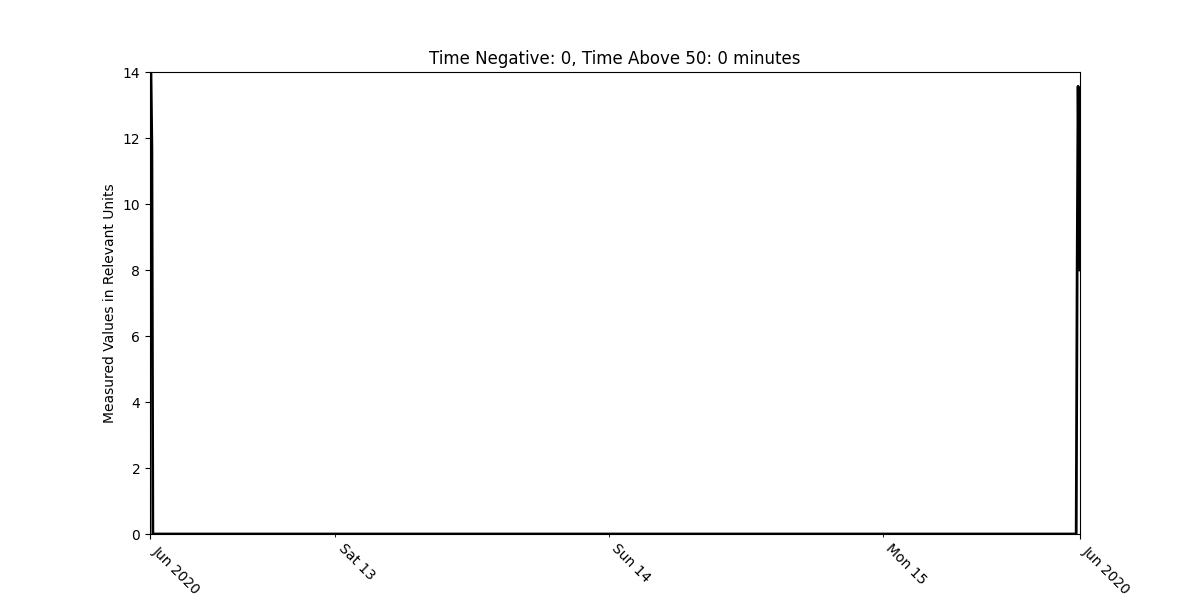 Time Negative: 0, Time Above 50: 0 minutes
Measured Values in Relevant Units
14
12
10
8
6
4
2
0
Jun 2020
Sat 13
Sun 14
Mon 15
Jun 2020